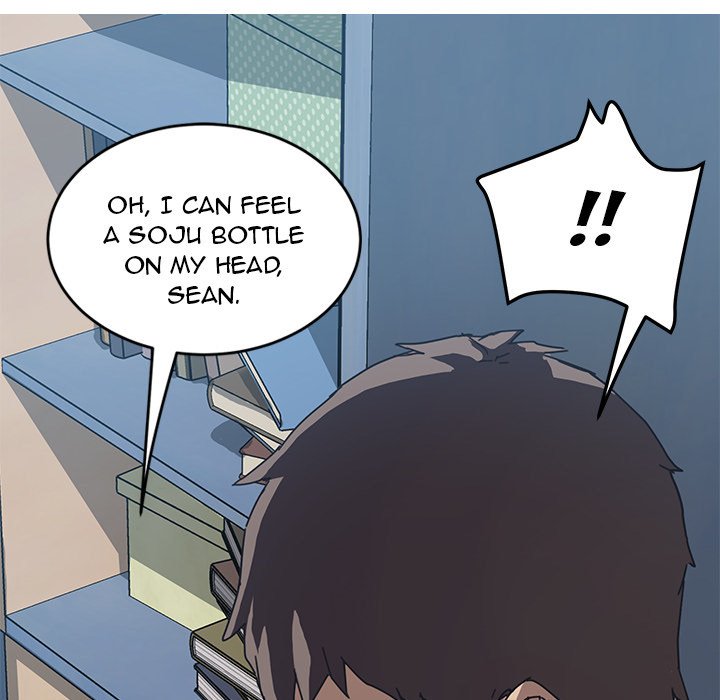 OH, I CAN FEEL
A SOJU BOTTLE
ON MY HEAD,
SEAN.
!!